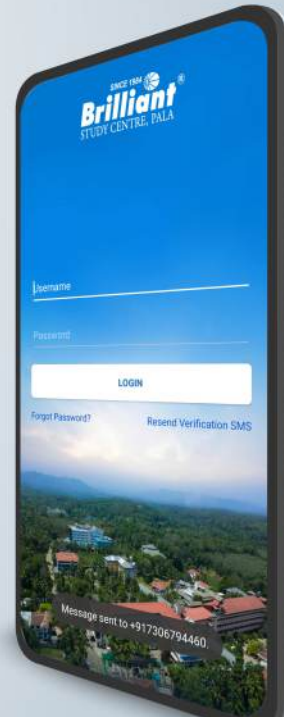 SINCE 1984
Brilliant®
STUDY CENTRE, PALA
Username
Password
LOGIN
Forgot Password?
Resend Verification SMS
Message sent to +917306794460.